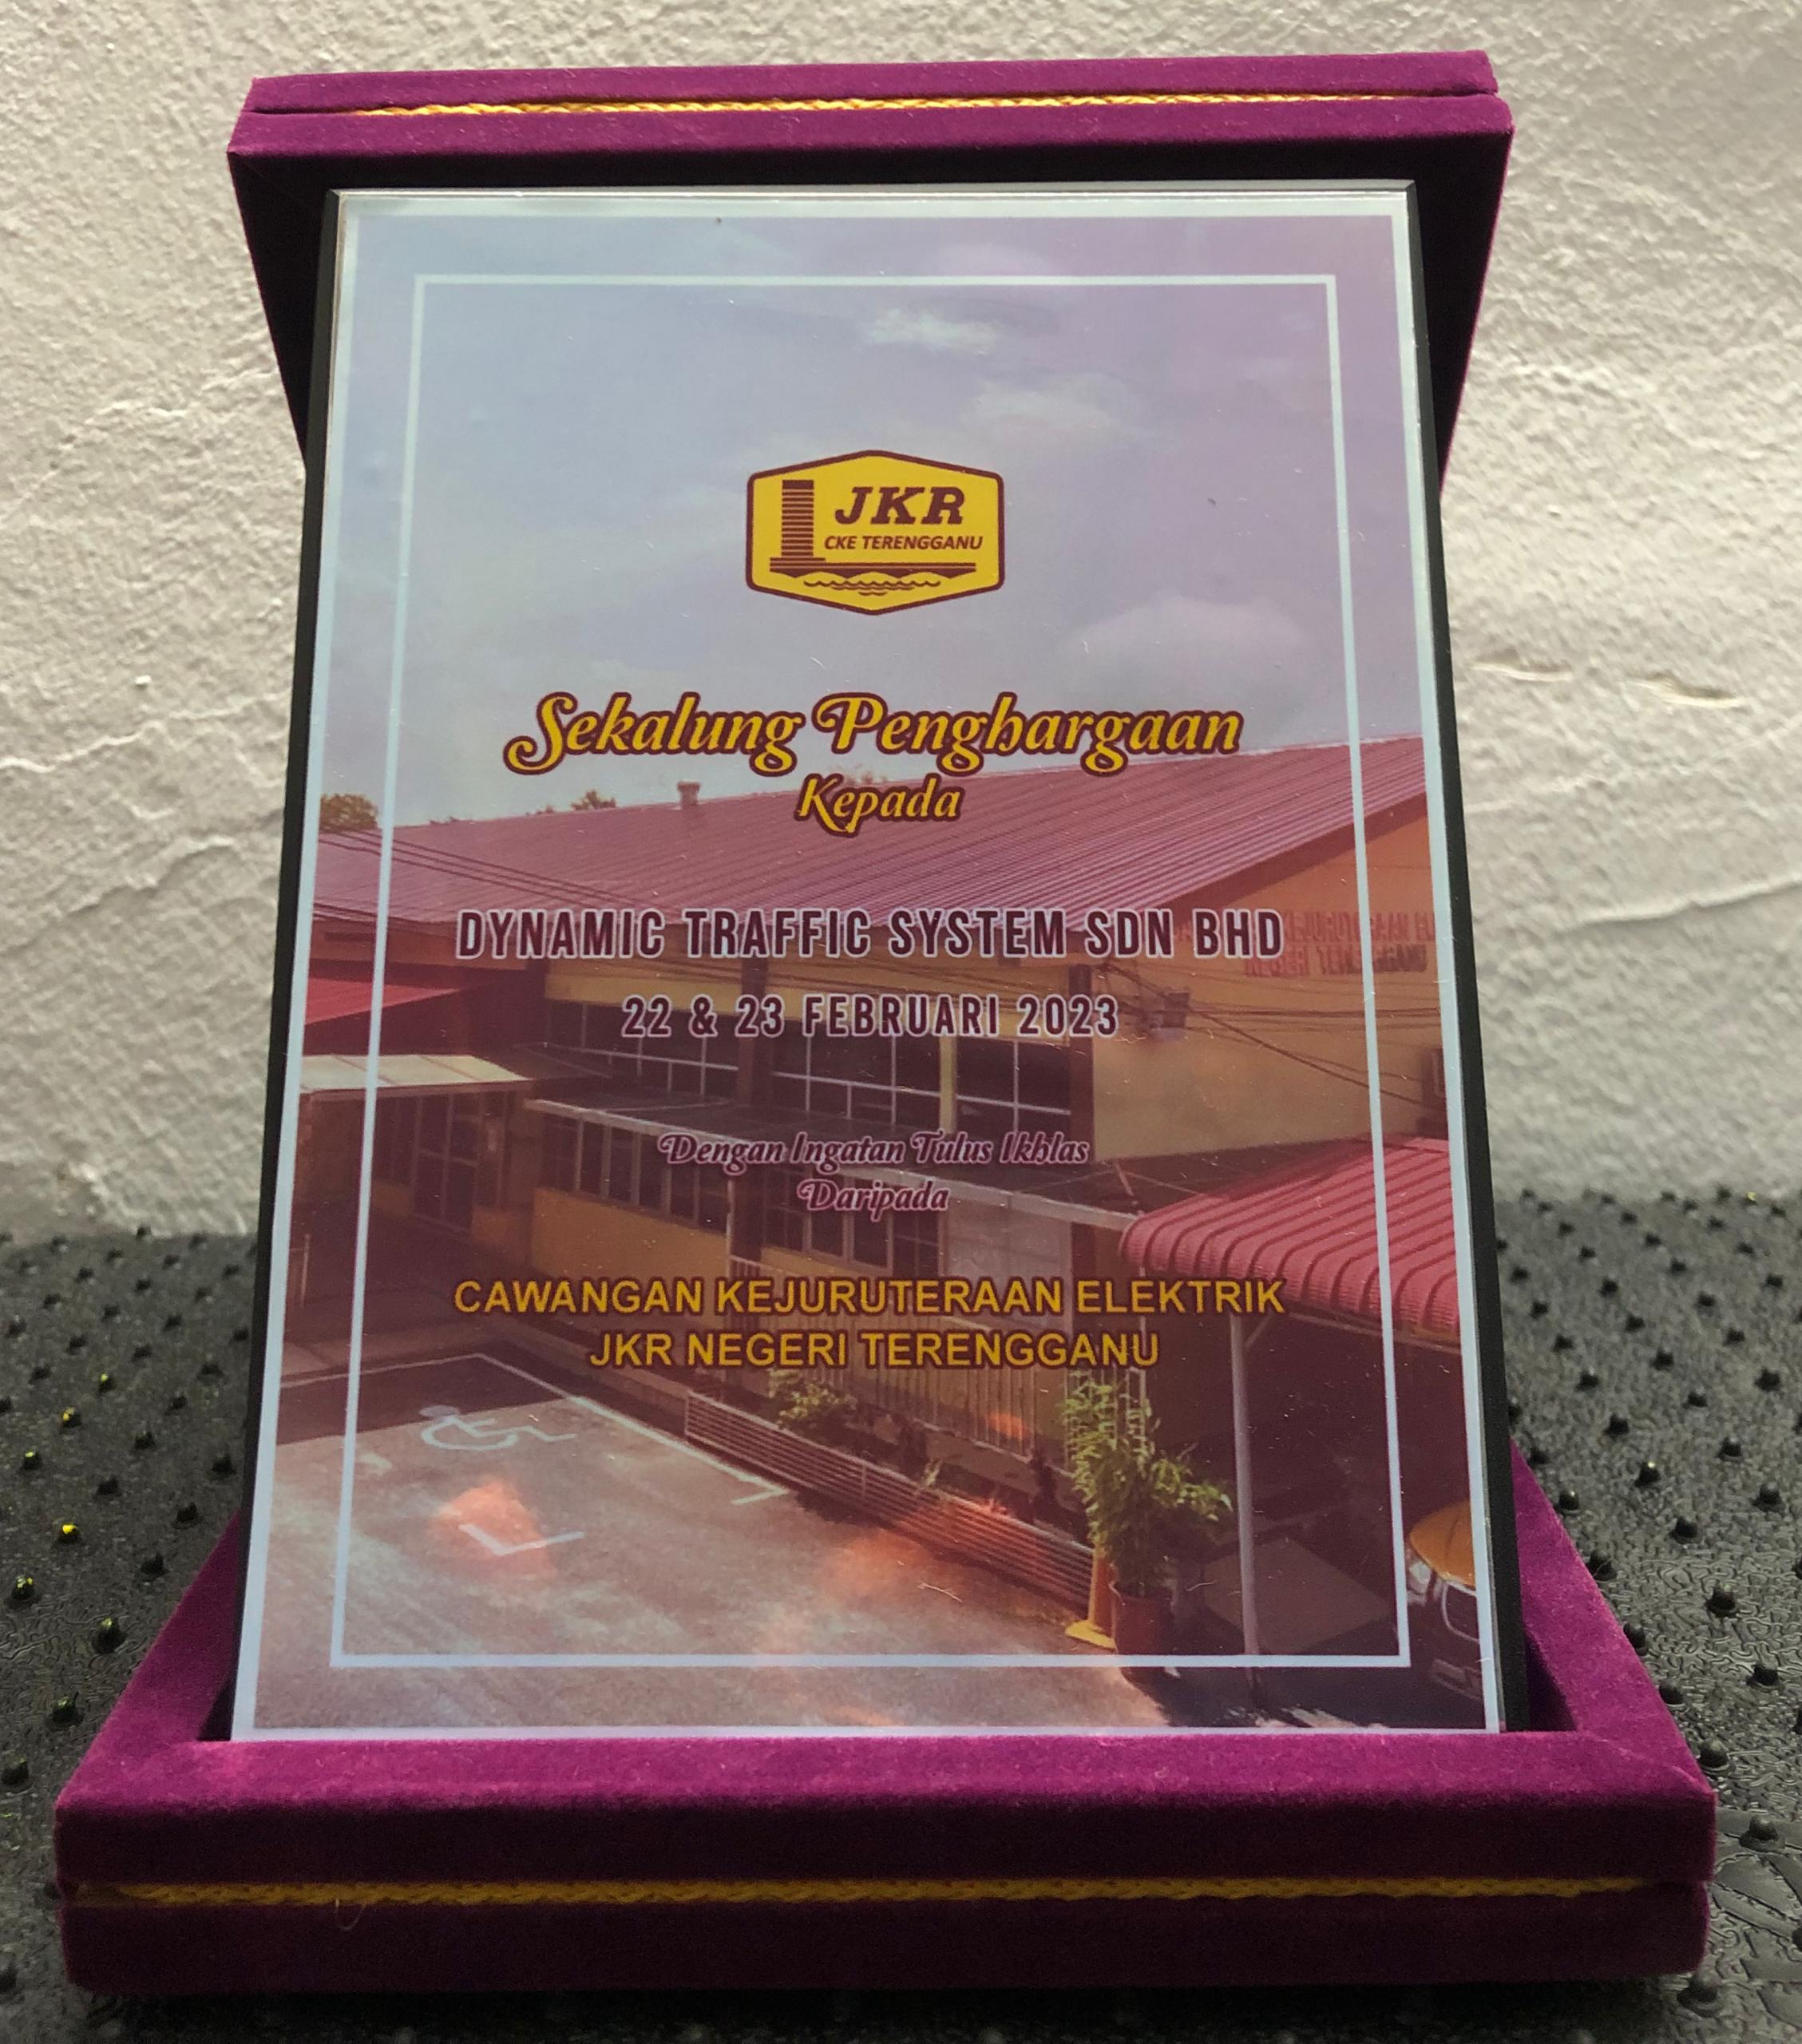 JKR
CKE TERENGGANU
Sekalung Penghargaan
Kepada
DYNAMIC TRAFFIC SYSTEM SDN BHD
22 & 23 FEBRUARI 2023
Dengan Ingatan Tulus Ikhlas
Daripada
CAWANGAN KEJURUTERAAN ELEKTRIK
JKR NEGERI TERENGGANU